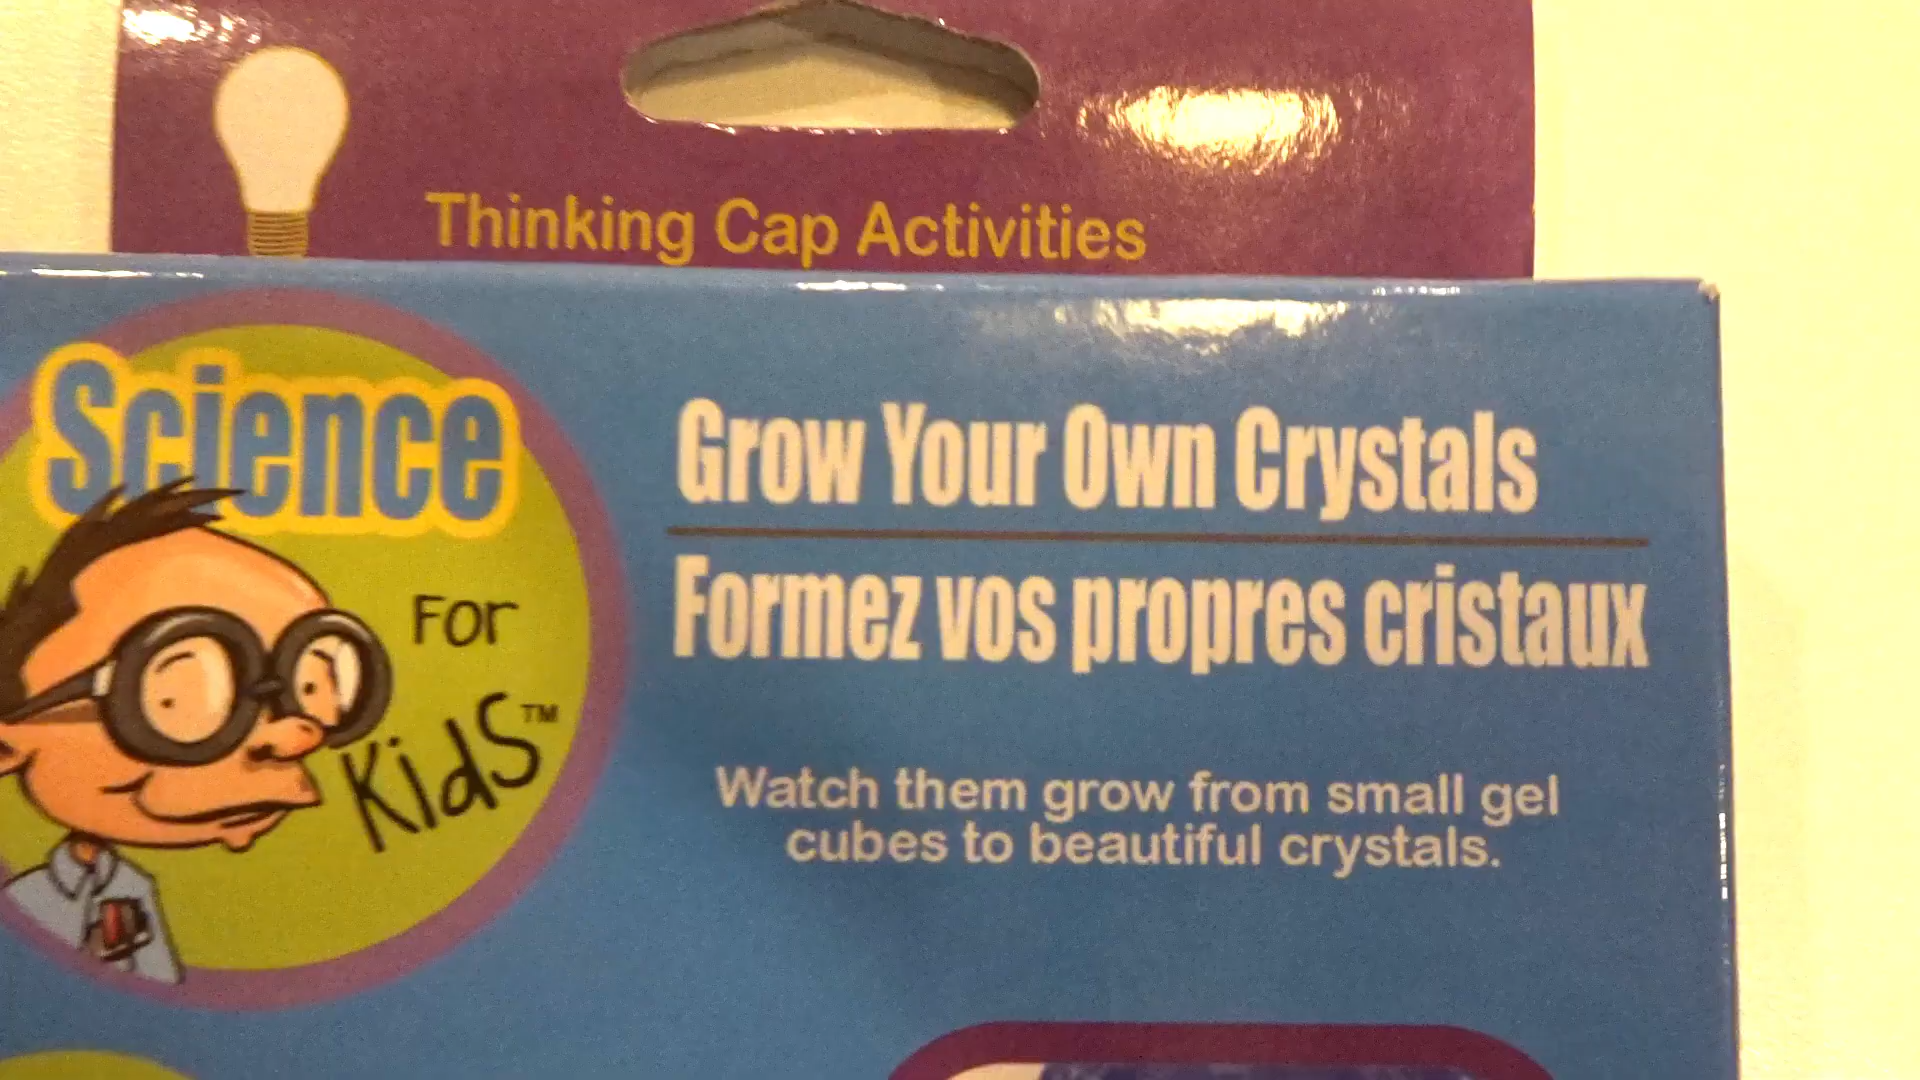 Thinking Cap Activities
Science
For
Kids™
Grow Your Own Crystals
Formez vos propres cristaux
Watch them grow from small gel
cubes to beautiful crystals.